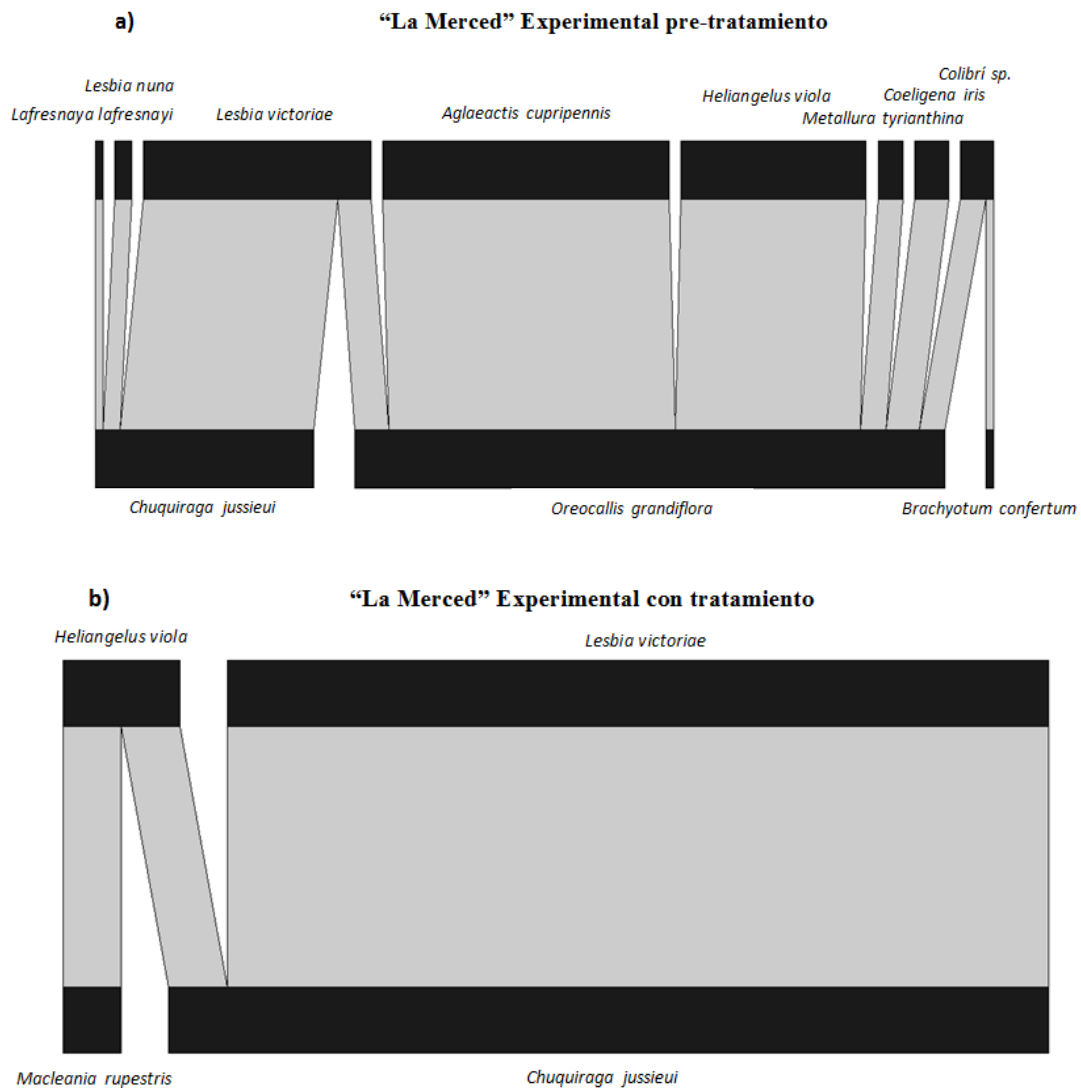 a) “La Merced” Experimental pre-tratamiento
Colibrí sp.
Lesbia nuna Coeligena iris
Lafresnaya lafresnayi Lesbia victoriae Aglaeactis cupripennis Heliangelus viola Metallura tyrianthina
Chuquiraga jussieui Oreocallis grandiflora Brachyotum confertum
b) “La Merced” Experimental con tratamiento
Heliangelus viola Lesbia victoriae
Macleania rupestris Chuquiraga jussieui